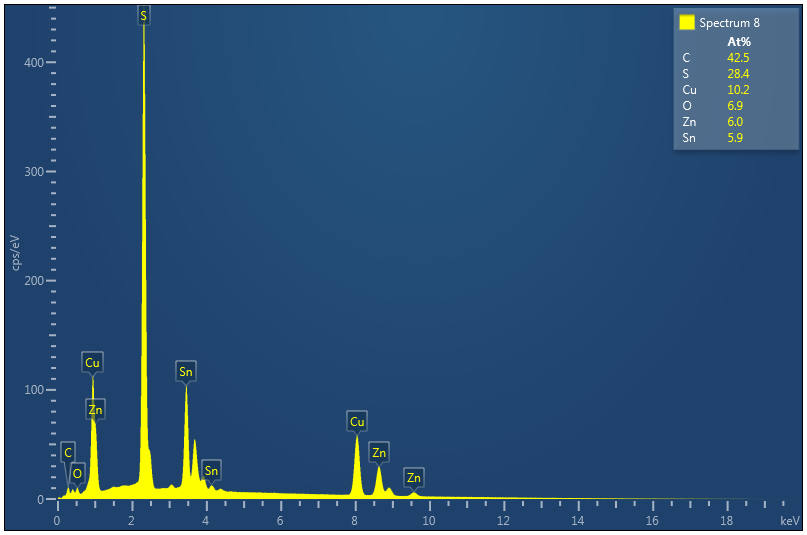 Spectrum 8
At%
C 42.5
S 28.4
Cu 10.2
O 6.9
Zn 6.0
Sn 5.9
S
400
300
cps/eV
200
Cu
Sn
100
Zn
Cu
C
Zn
O
Sn
Zn
0
0 2 4 6 8 10 12 14 16 18 keV